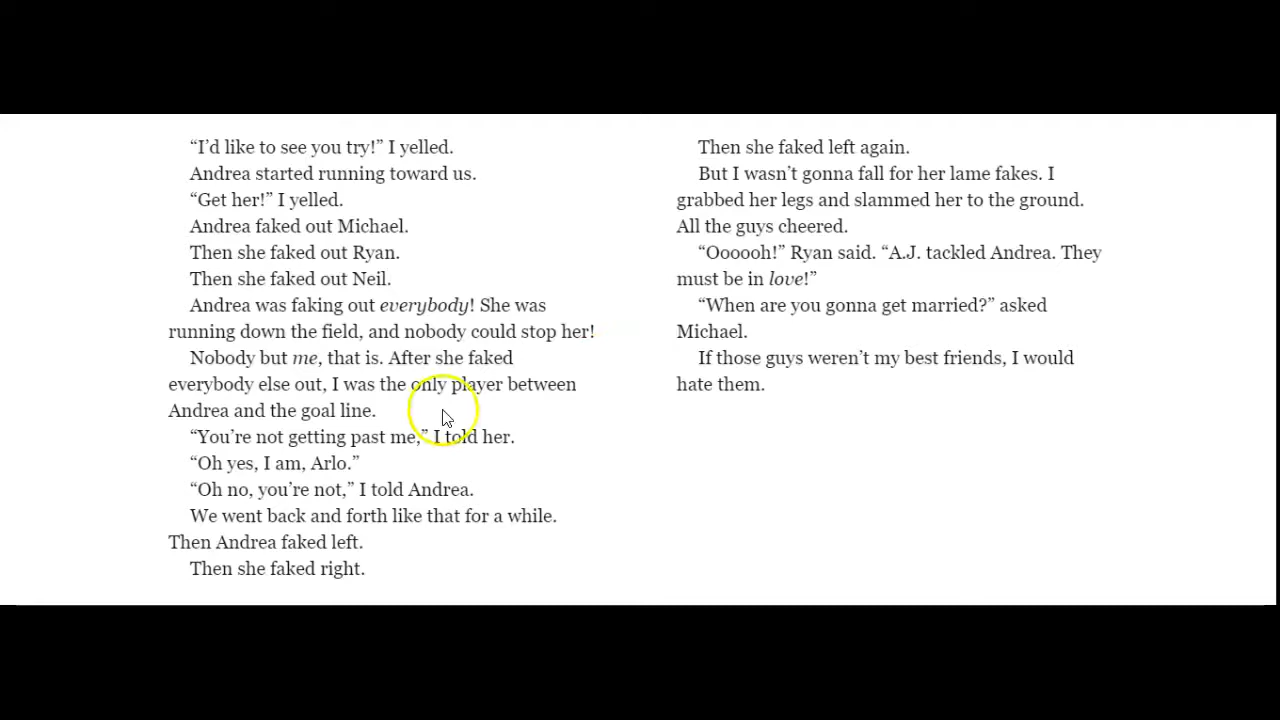 “I’d like to see you try!” I yelled.
Andrea started running toward us.
“Get her!” I yelled.
Andrea faked out Michael.
Then she faked out Ryan.
Then she faked out Neil.
Andrea was faking out everybody! She was
running down the field, and nobody could stop her!
Nobody but me, that is. After she faked
everybody else out, I was the only player between
Andrea and the goal line.
“You’re not getting past me,” I told her.
“Oh yes, I am, Arlo.”
“Oh no, you’re not,” I told Andrea.
We went back and forth like that for a while.
Then Andrea faked left.
Then she faked right.
Then she faked left again.
But I wasn’t gonna fall for her lame fakes. I
grabbed her legs and slammed her to the ground.
All the guys cheered.
“Oooooh!” Ryan said. “A.J. tackled Andrea. They
must be in love!”
“When are you gonna get married?” asked
Michael.
If those guys weren’t my best friends, I would
hate them.